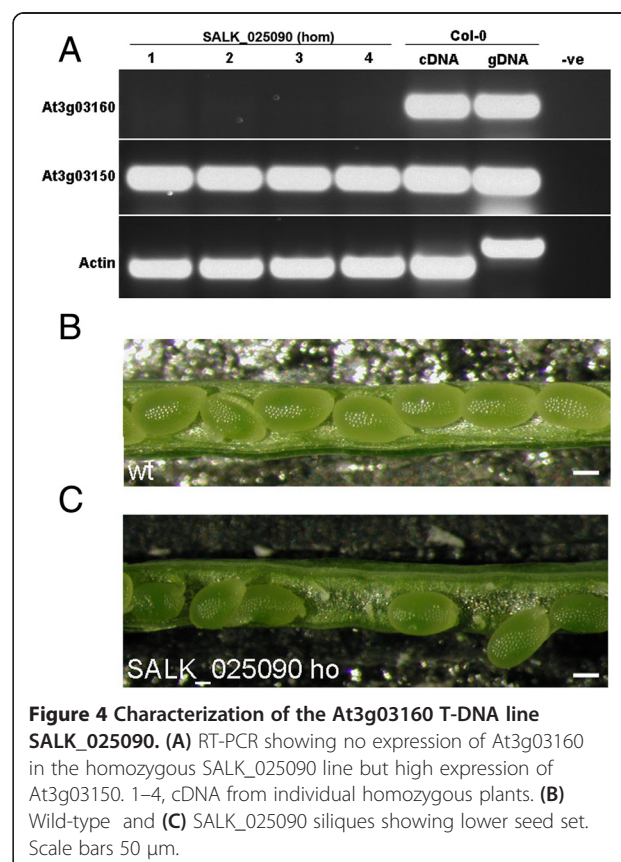 A
SALK_025090 (hom)
Col-0
1 2 3 4 cDNA gDNA -ve
At3g03160
At3g03150
Actin
B
wt
C
SALK_025090 ho
Figure 4 Characterization of the At3g03160 T-DNA line
SALK_025090. (A) RT-PCR showing no expression of At3g03160
in the homozygous SALK_025090 line but high expression of
At3g03150. 1–4, cDNA from individual homozygous plants. (B)
Wild-type and (C) SALK_025090 siliques showing lower seed set.
Scale bars 50 μm.